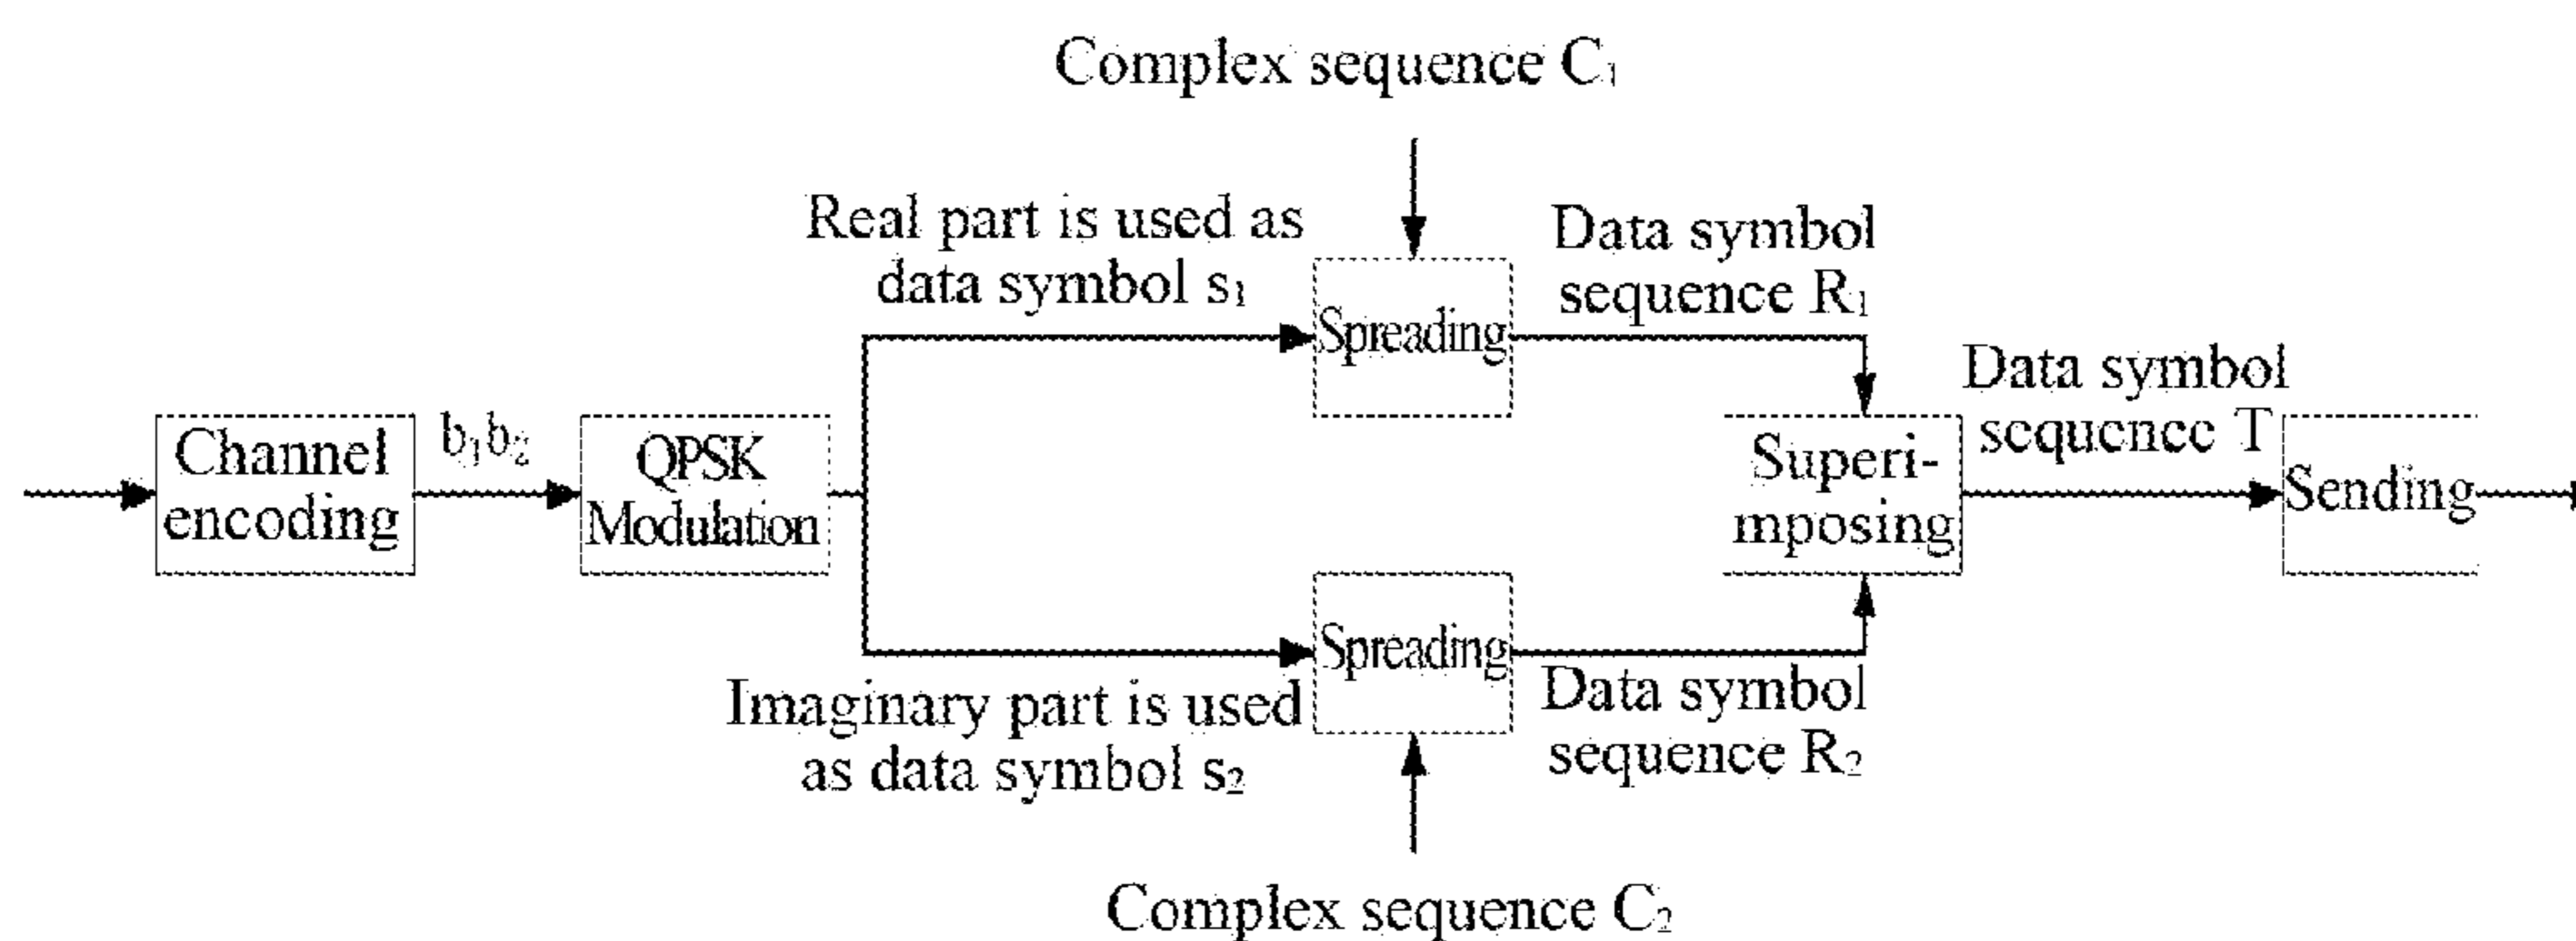 Complex sequence C₁
Real part is used as
data symbol s₁
Spreading
Data symbol
sequence R₁
Channel
encoding
b₁b₂
QPSK
Modulation
Superi-
mposing
Data symbol
sequence T
Sending
Imaginary part is used
as data symbol s₂
Spreading
Data symbol
sequence R₂
Complex sequence C₂